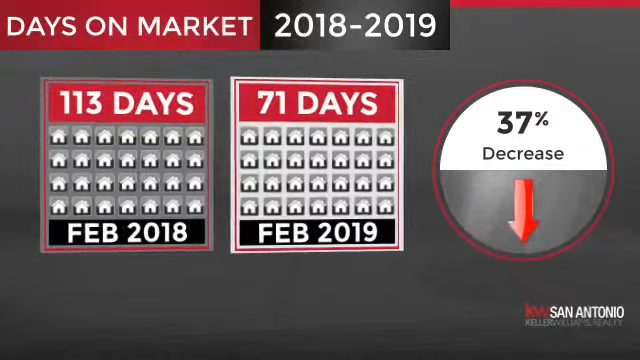 DAYS ON MARKET 2018-2019
113 DAYS
FEB 2018
71 DAYS
FEB 2019
37%
Decrease
kw SAN ANTONIO
KELLERWILLIAMS REALTY